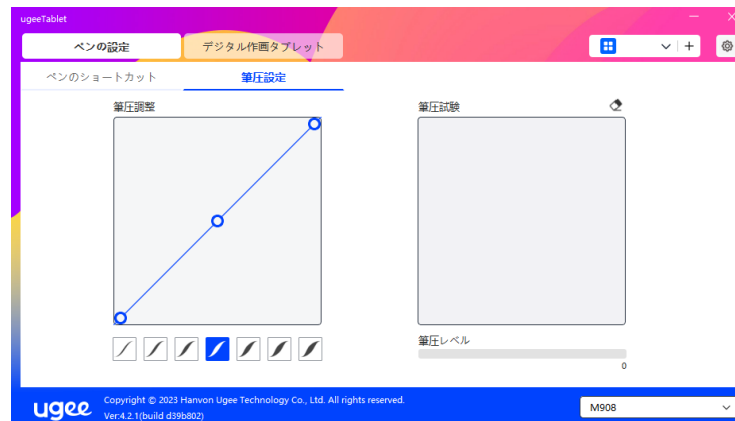 ugeeTablet
ペンの設定
デジタル作画タブレット
ペンのショートカット
筆圧設定
筆圧調整
筆圧試験
筆圧レベル
0
ugee
Copyright © 2023 Hanvon Ugee Technology Co., Ltd. All rights reserved.
Ver:4.2.1(build d39b802)
M908